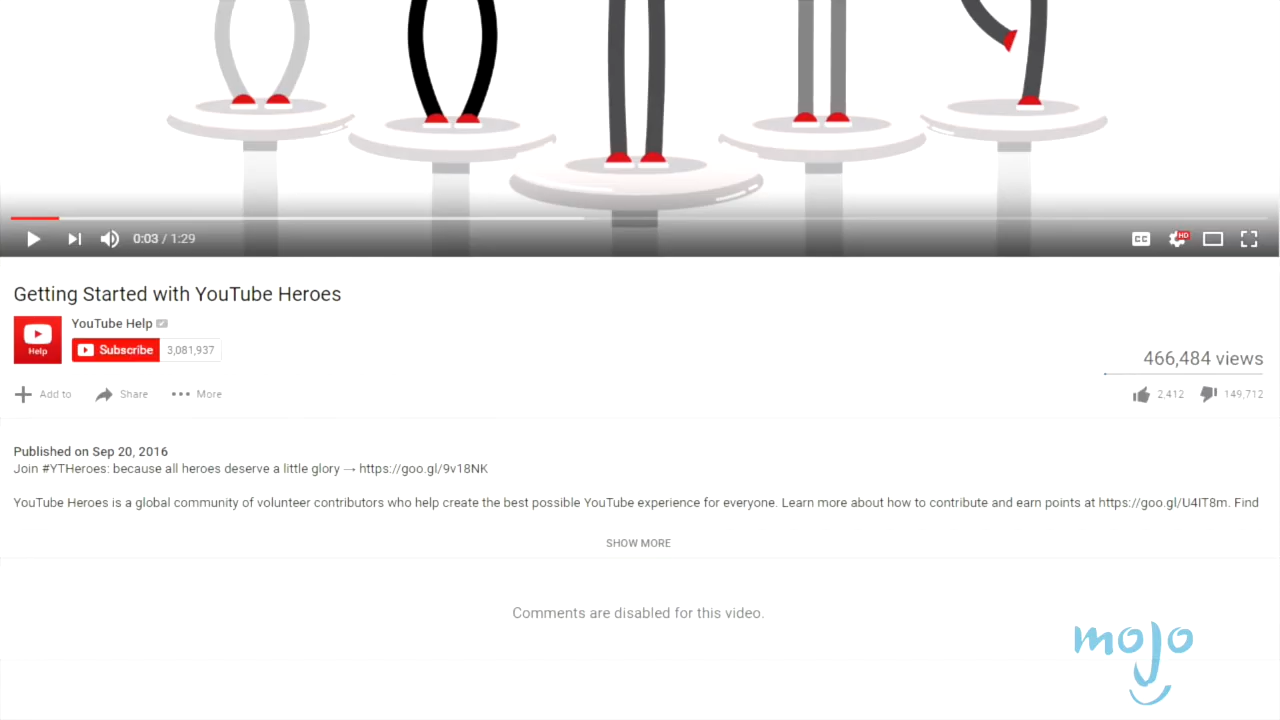 0:03 / 1:29
CC
HD
Getting Started with YouTube Heroes
Help
YouTube Help
Subscribe 3,081,937
466,484 views
Add to Share More
2,412 149,712
Published on Sep 20, 2016
Join #YTHeroes: because all heroes deserve a little glory → https://goo.gl/9v18NK
YouTube Heroes is a global community of volunteer contributors who help create the best possible YouTube experience for everyone. Learn more about how to contribute and earn points at https://goo.gl/U4IT8m. Find
SHOW MORE
Comments are disabled for this video.
mojo